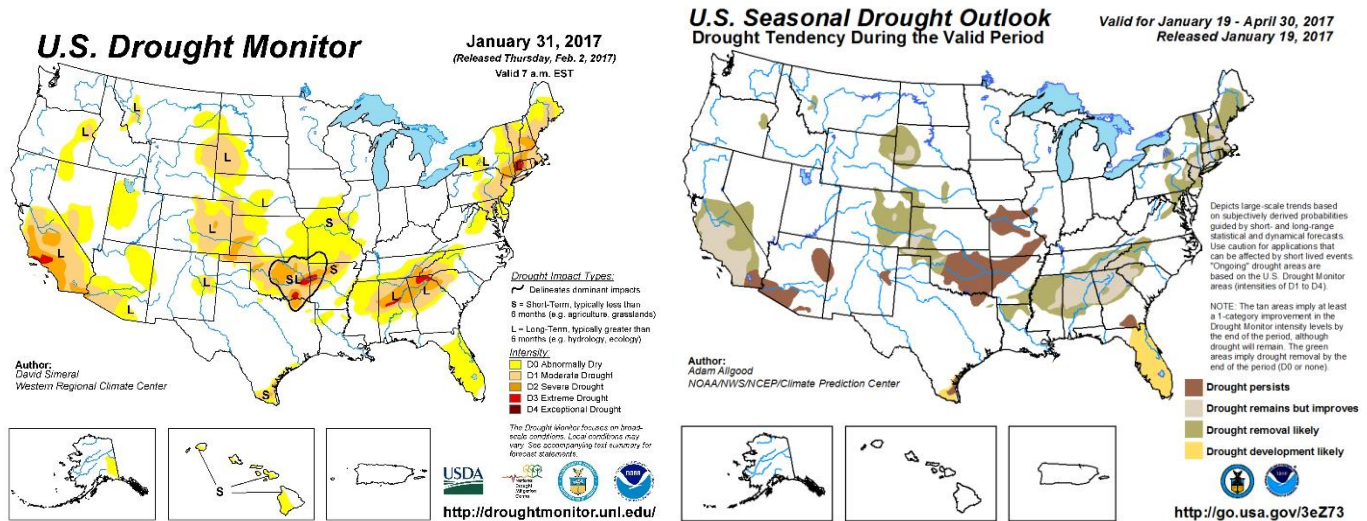 U.S. Drought Monitor
January 31, 2017
(Released Thursday, Feb. 2, 2017)
Valid 7 a.m. EST
L
L
L
L
L
L
L
S
L
L
SL
S
L
L
L
L
S
S
Drought Impact Types:
Delineates dominant impacts
S = Short-Term, typically less than
6 months (e.g. agriculture, grasslands)
L = Long-Term, typically greater than
6 months (e.g. hydrology, ecology)
Intensity:
D0 Abnormally Dry
D1 Moderate Drought
D2 Severe Drought
D3 Extreme Drought
D4 Exceptional Drought
Author:
David Simeral
Western Regional Climate Center
The Drought Monitor focuses on broad-
scale conditions. Local conditions may
vary. See accompanying text summary for
forecast statements.
USDA
National
Drought
Mitigation
Center
NOAA
http://droughtmonitor.unl.edu/
U.S. Seasonal Drought Outlook
Drought Tendency During the Valid Period
Valid for January 19 - April 30, 2017
Released January 19, 2017
Depicts large-scale trends based
on subjectively derived probabilities
guided by short- and long-range
statistical and dynamical forecasts.
Use caution for applications that
can be affected by short lived events.
"Ongoing" drought areas are
based on the U.S. Drought Monitor
areas (intensities of D1 to D4).
NOTE: The tan areas imply at least
a 1-category improvement in the
Drought Monitor intensity levels by
the end of the period, although
drought will remain. The green
areas imply drought removal by the
end of the period (D0 or none).
Author:
Adam Allgood
NOAA/NWS/NCEP/Climate Prediction Center
Drought persists
Drought remains but improves
Drought removal likely
Drought development likely
http://go.usa.gov/3eZ73